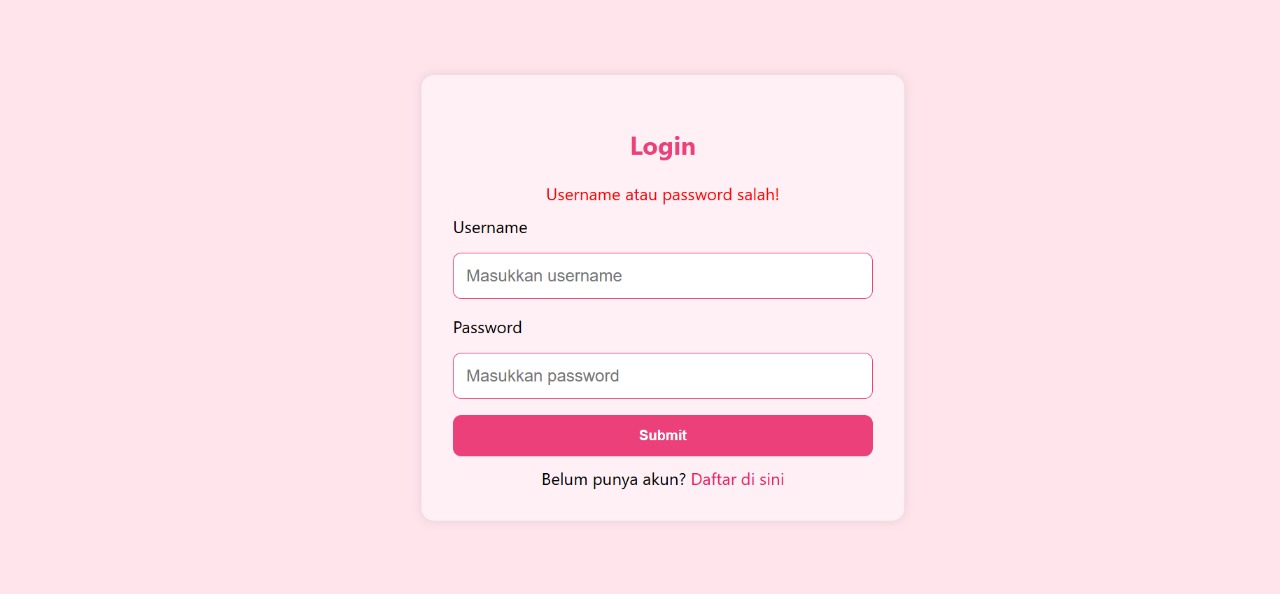 Login
Username atau password salah!
Username
Masukkan username
Password
Masukkan password
Submit
Belum punya akun? Daftar di sini